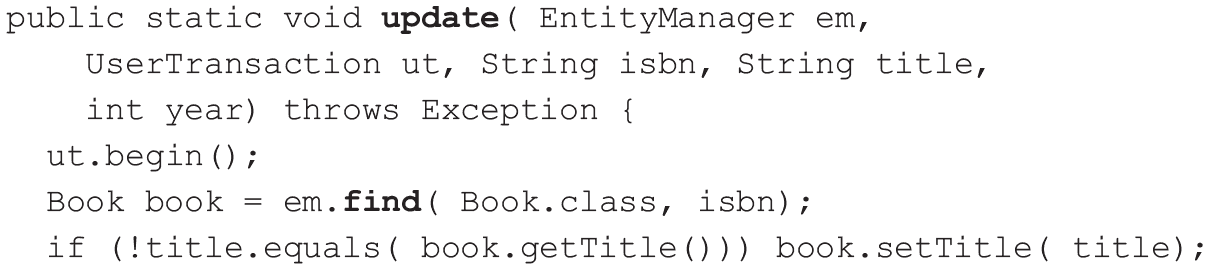 public static void update( EntityManager em,
UserTransaction ut, String isbn, String title,
int year) throws Exception {
ut.begin();
Book book = em.find( Book.class, isbn);
if (!title.equals( book.getTitle())) book.setTitle( title);